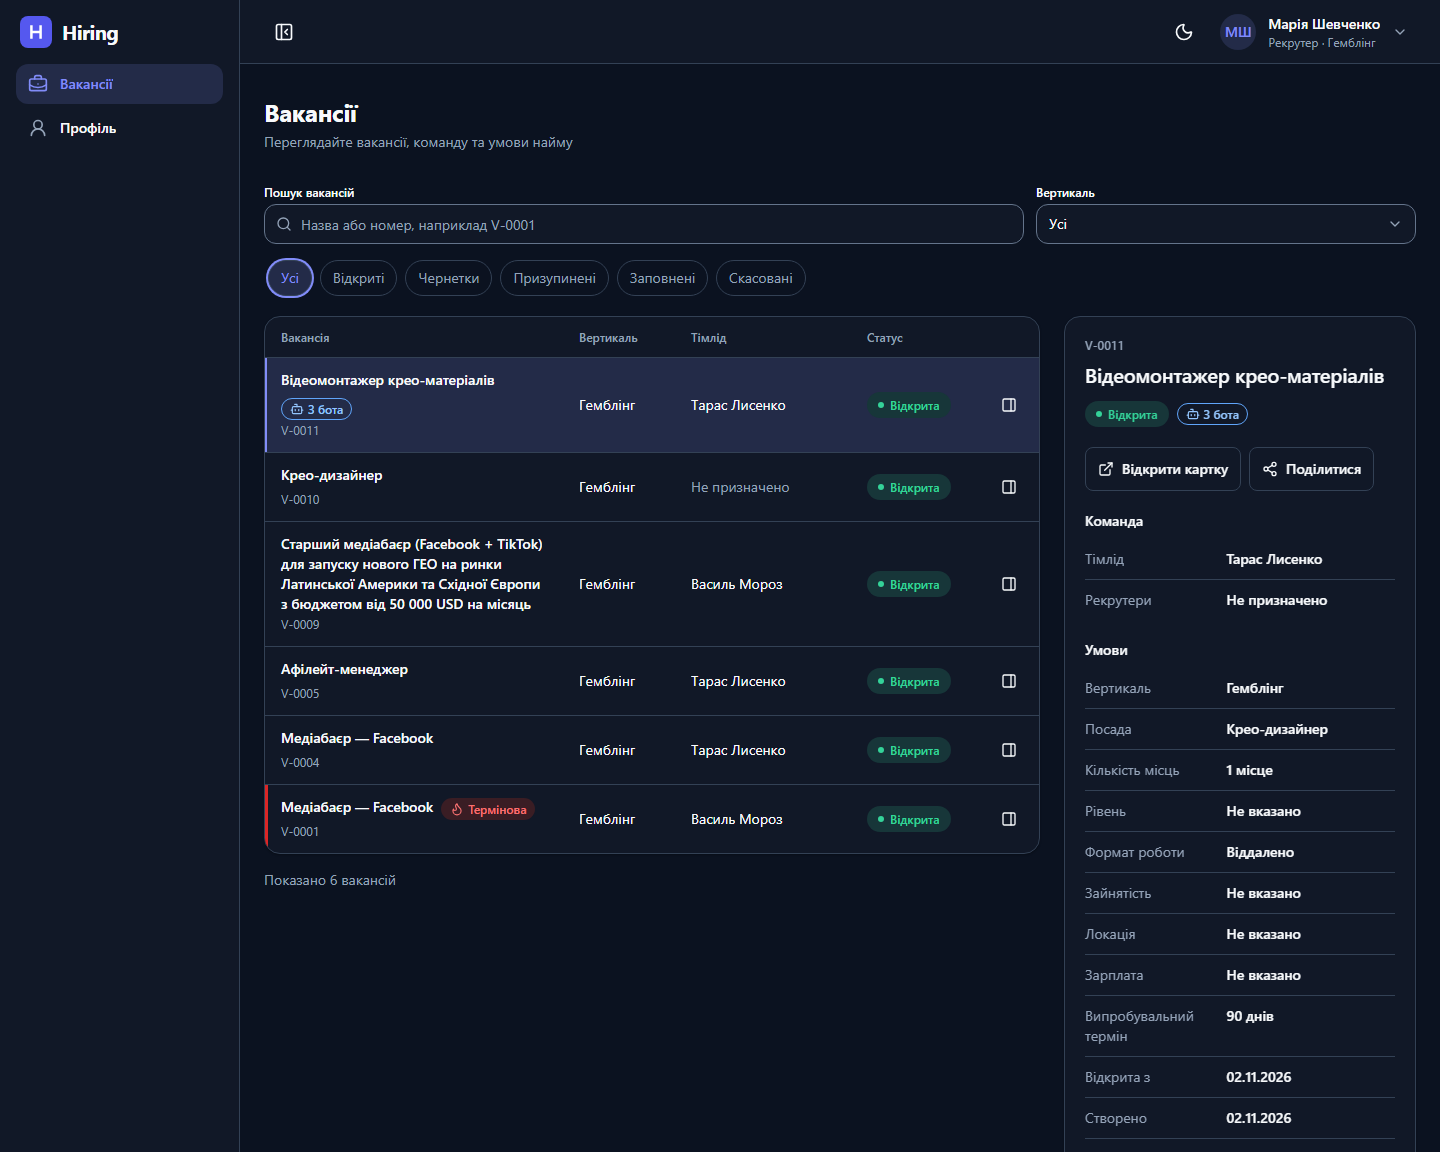 H Hiring
Вакансії
Профіль
МШ
Марія Шевченко
Рекрутер · Гемблінг
Вакансії
Переглядайте вакансії, команду та умови найму
Пошук вакансій
Назва або номер, наприклад V-0001
Вертикаль
Усі
Усі
Відкриті
Чернетки
Призупинені
Заповнені
Скасовані
Вакансія Вертикаль Тімлід Статус
Відеомонтажер крео-матеріалів
З бота
V-0011
Гемблінг Тарас Лисенко Відкрита
Крео-дизайнер
V-0010
Гемблінг Не призначено Відкрита
Старший медіабаєр (Facebook + TikTok)
для запуску нового ГЕО на ринки
Латинської Америки та Східної Європи
з бюджетом від 50 000 USD на місяць
V-0009
Гемблінг Василь Мороз Відкрита
Афілейт-менеджер
V-0005
Гемблінг Тарас Лисенко Відкрита
Медіабаєр — Facebook
V-0004
Гемблінг Тарас Лисенко Відкрита
Медіабаєр — Facebook Термінова
V-0001
Гемблінг Василь Мороз Відкрита
Показано 6 вакансій
V-0011
Відеомонтажер крео-матеріалів
Відкрита З бота
Відкрити картку Поділитися
Команда
Тімлід Тарас Лисенко
Рекрутери Не призначено
Умови
Вертикаль Гемблінг
Посада Крео-дизайнер
Кількість місць 1 місце
Рівень Не вказано
Формат роботи Віддалено
Зайнятість Не вказано
Локація Не вказано
Зарплата Не вказано
Випробувальний термін 90 днів
Відкрита з 02.11.2026
Створено 02.11.2026